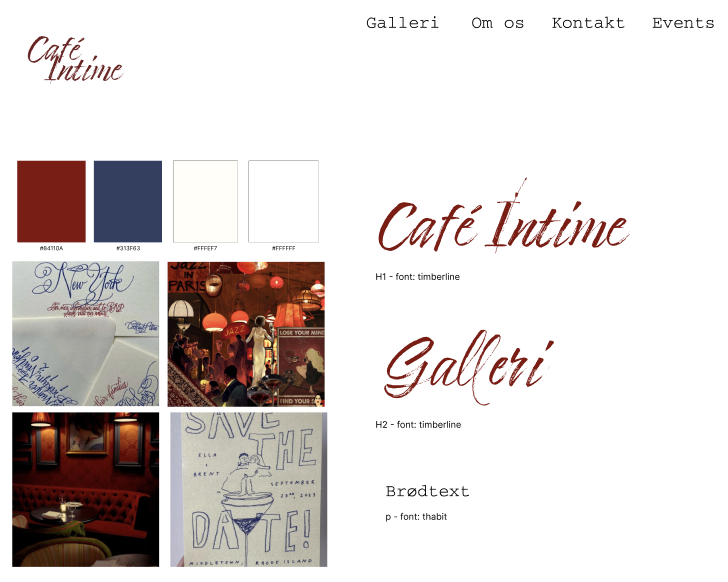 Galleri Om os Kontakt Events
Café
Intime
#84110A #313F63 #FFFEF7 #FFFFFF
Café Intime
H1 - font: timberline
Galleri
H2 - font: timberline
Brødtext
p - font: thabit
New York
JAZZ
IN
PARIS
JAZZ
LOSE YOUR MIND
FIND YOUR
SAVE
THE
ELLA
&
BRENT
SEPTEMBER
23RD, 2023
DATE!
MIDDLETOWN, RHODE ISLAND